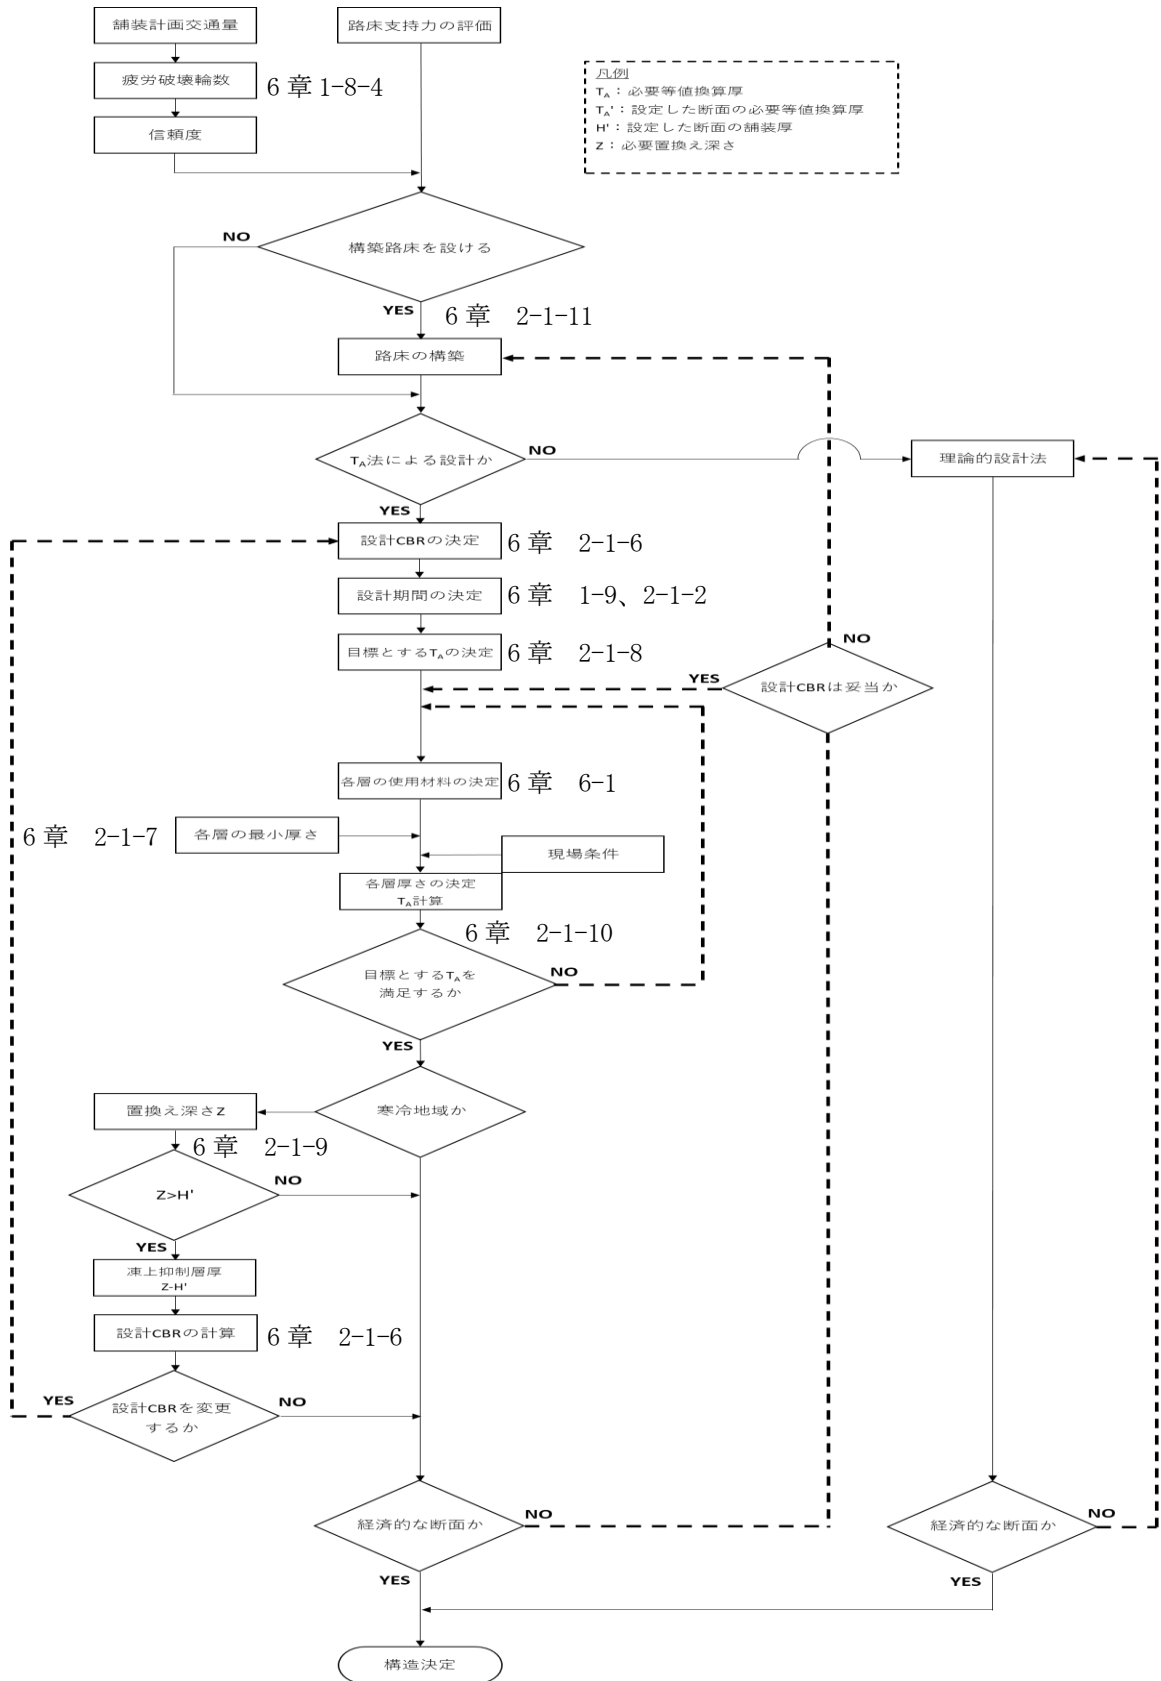 舗装計画交通量
路床支持力の評価
疲労破壊輪数
6章 1-8-4
信頼度
凡例
TA：必要等値換算厚
TA'：設定した断面の必要等値換算厚
H'：設定した断面の舗装厚
Z：必要置換え深さ
構築路床を設ける
NO
YES
6章 2-1-11
路床の構築
TA法による設計か
NO
理論的設計法
YES
設計CBRの決定
6章 2-1-6
設計期間の決定
6章 1-9、2-1-2
目標とするTAの決定
6章 2-1-8
NO
YES
設計CBRは妥当か
各層の使用材料の決定
6章 6-1
6章 2-1-7
各層の最小厚さ
現場条件
各層厚さの決定
TA計算
6章 2-1-10
目標とするTAを
満足するか
NO
YES
置換え深さZ
寒冷地域か
6章 2-1-9
Z>H'
NO
YES
凍上抑制層厚
Z-H'
設計CBRの計算
6章 2-1-6
YES
設計CBRを変更
するか
NO
経済的な断面か
NO
経済的な断面か
NO
YES
YES
構造決定